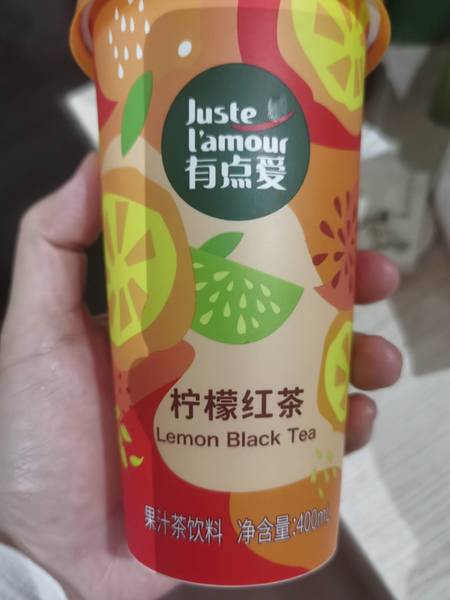 Juste
l'amour
有点爱
柠檬红茶
Lemon Black Tea
果汁茶饮料 净含量:400mL